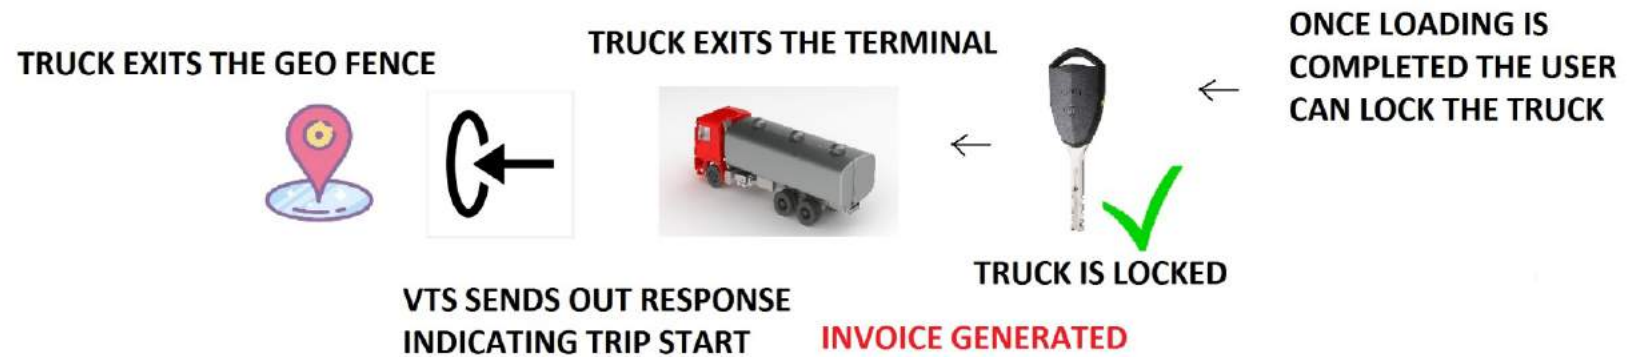 ONCE LOADING IS
COMPLETED THE USER
CAN LOCK THE TRUCK
TRUCK EXITS THE TERMINAL
TRUCK EXITS THE GEO FENCE
TRUCK IS LOCKED
VTS SENDS OUT RESPONSE
INDICATING TRIP START
INVOICE GENERATED